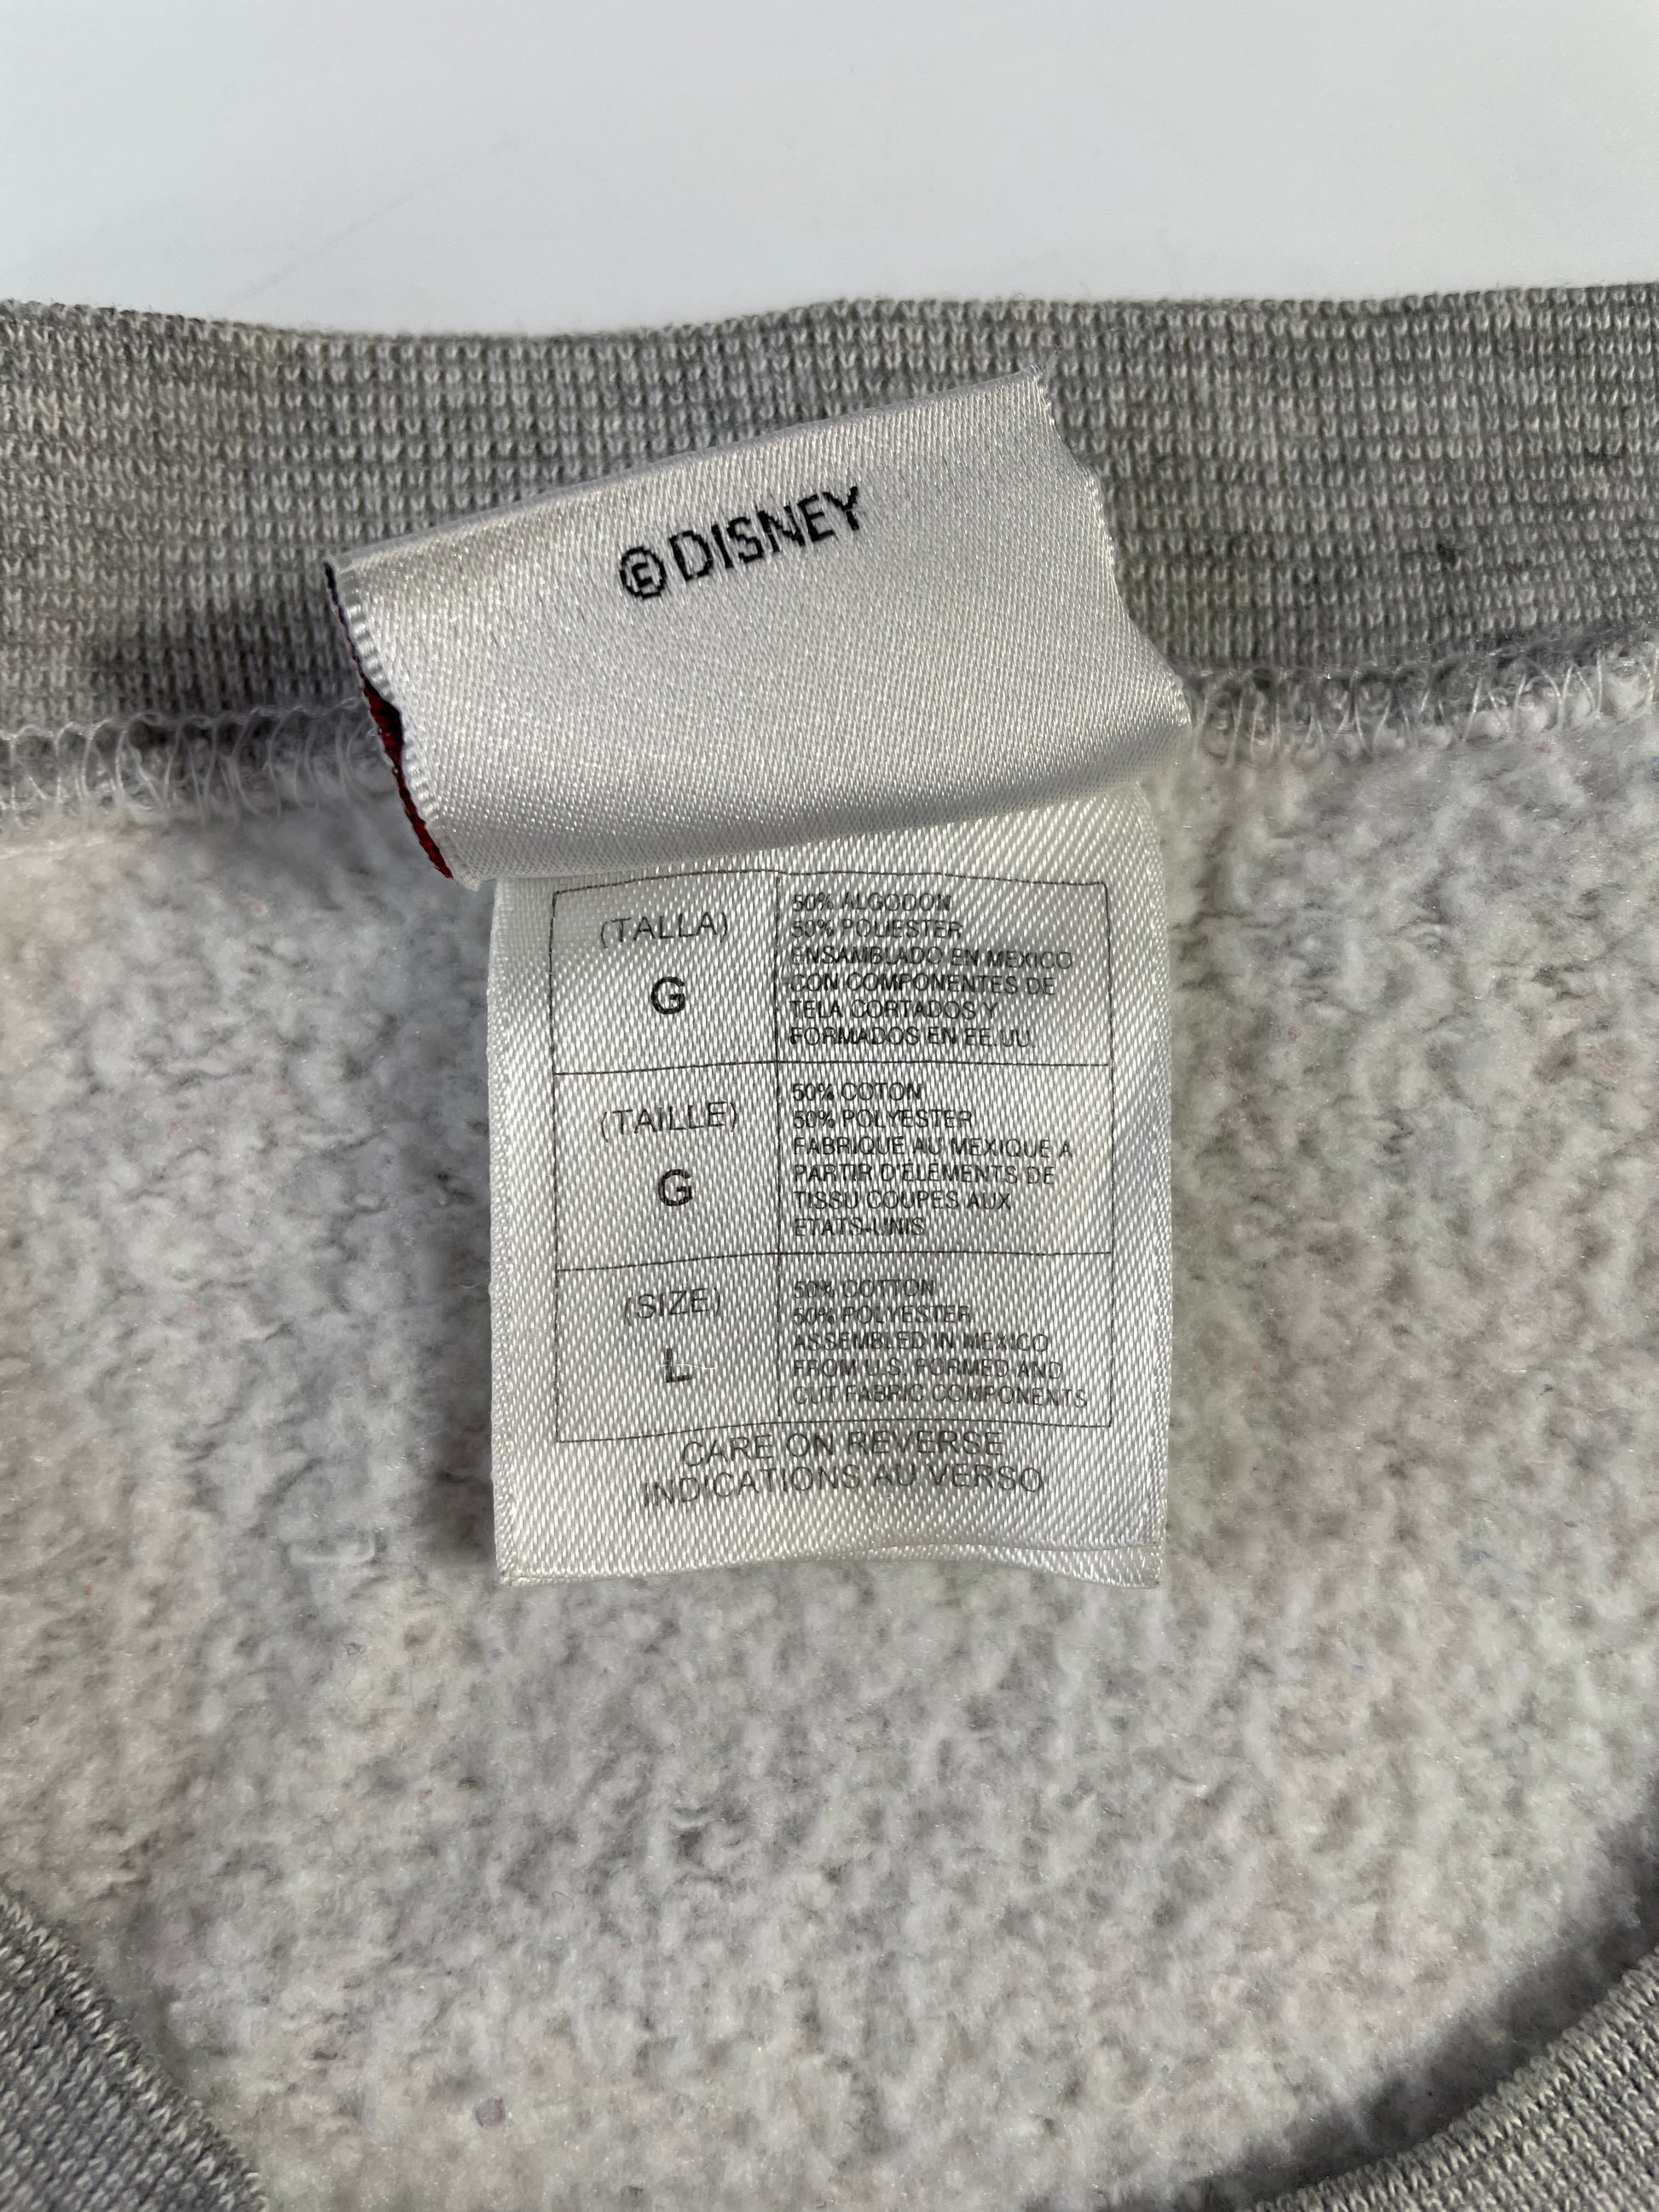 ©DISNEY
(TALLA)
G
50% ALGODON
50% POLIESTER
ENSAMBLADO EN MEXICO
CON COMPONENTES DE
TELA CORTADOS Y
FORMADOS EN EE.UU.
(TAILLE)
G
50% COTON
50% POLYESTER
FABRIQUE AU MEXIQUE A
PARTIR D'ELEMENTS DE
TISSU COUPES AUX
ETATS-UNIS
(SIZE)
L
50% COTTON
50% POLYESTER
ASSEMBLED IN MEXICO
FROM U.S. FORMED AND
CUT FABRIC COMPONENTS
CARE ON REVERSE
INDICATIONS AU VERSO